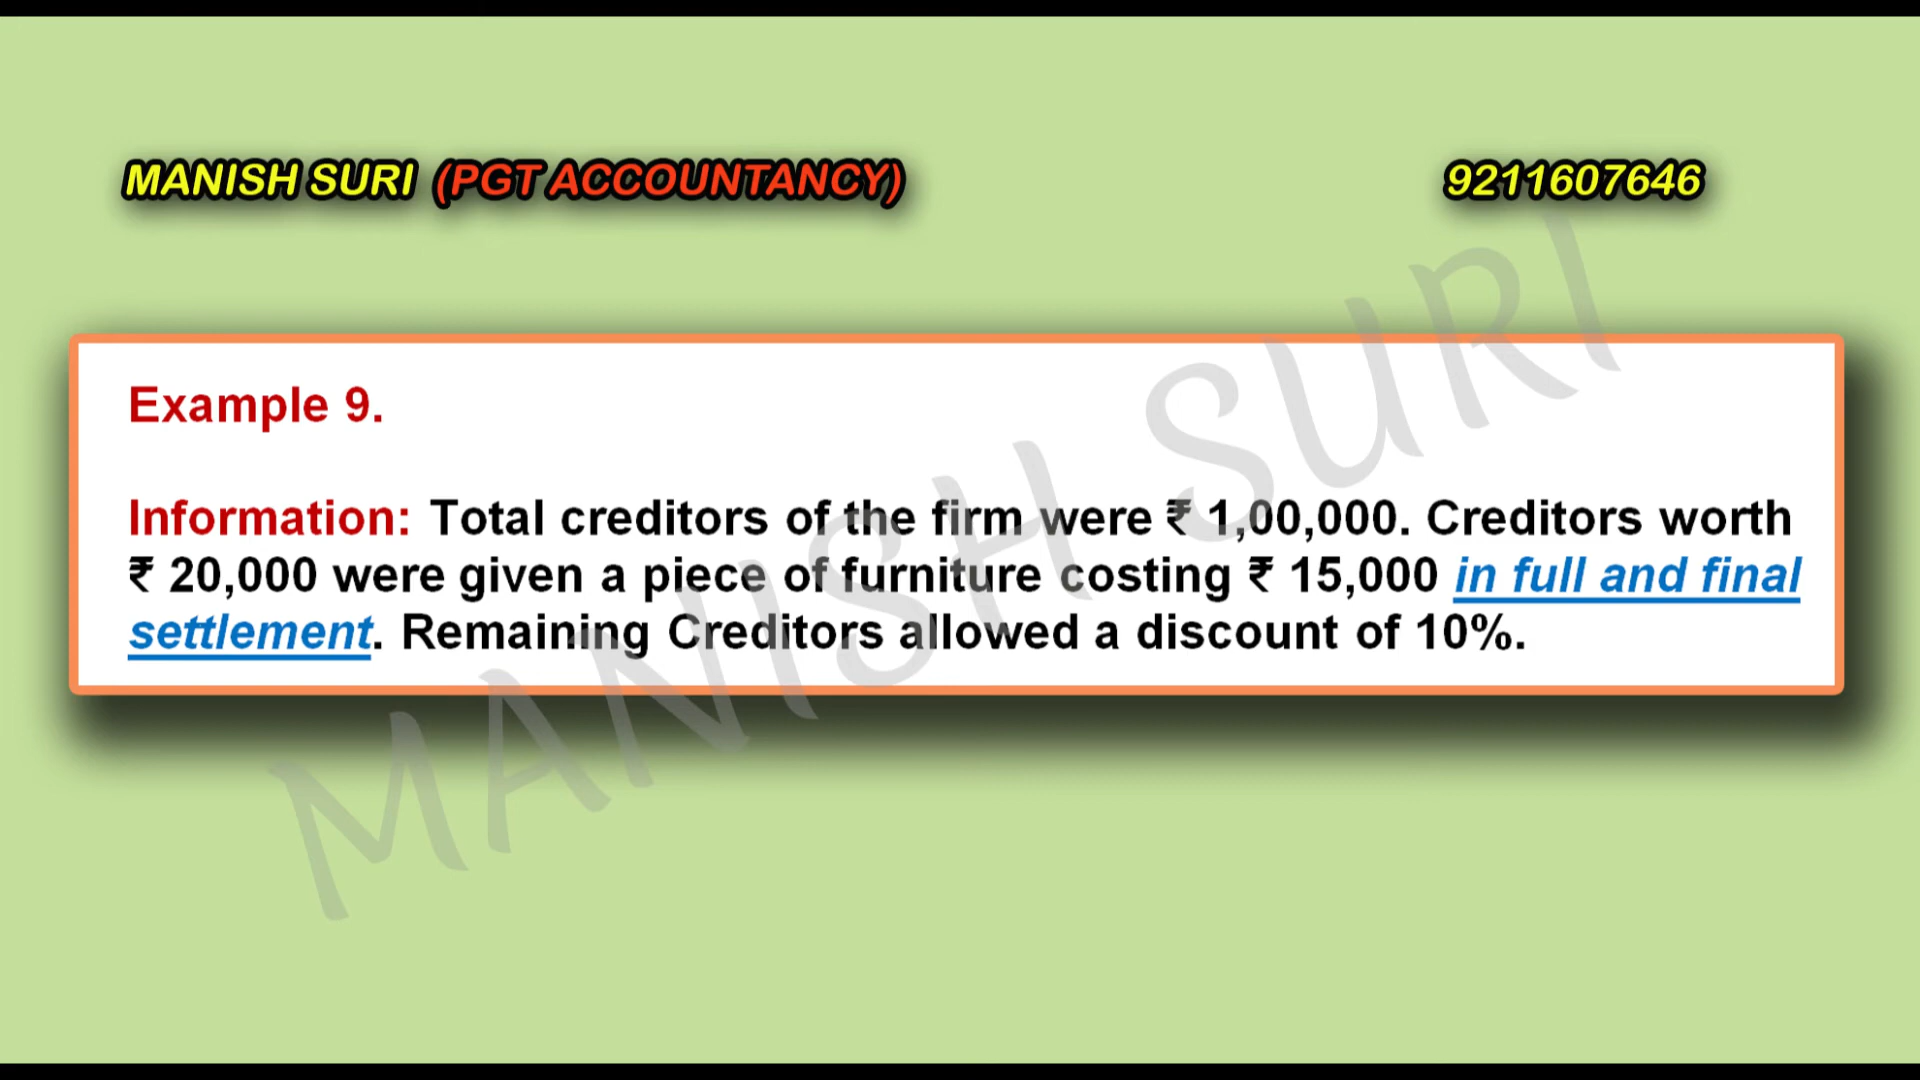 MANISH SURI (PGT ACCOUNTANCY) 9211607646
Example 9.
Information: Total creditors of the firm were ₹ 1,00,000. Creditors worth
₹ 20,000 were given a piece of furniture costing ₹ 15,000 in full and final
settlement. Remaining Creditors allowed a discount of 10%.
MANISH SURI